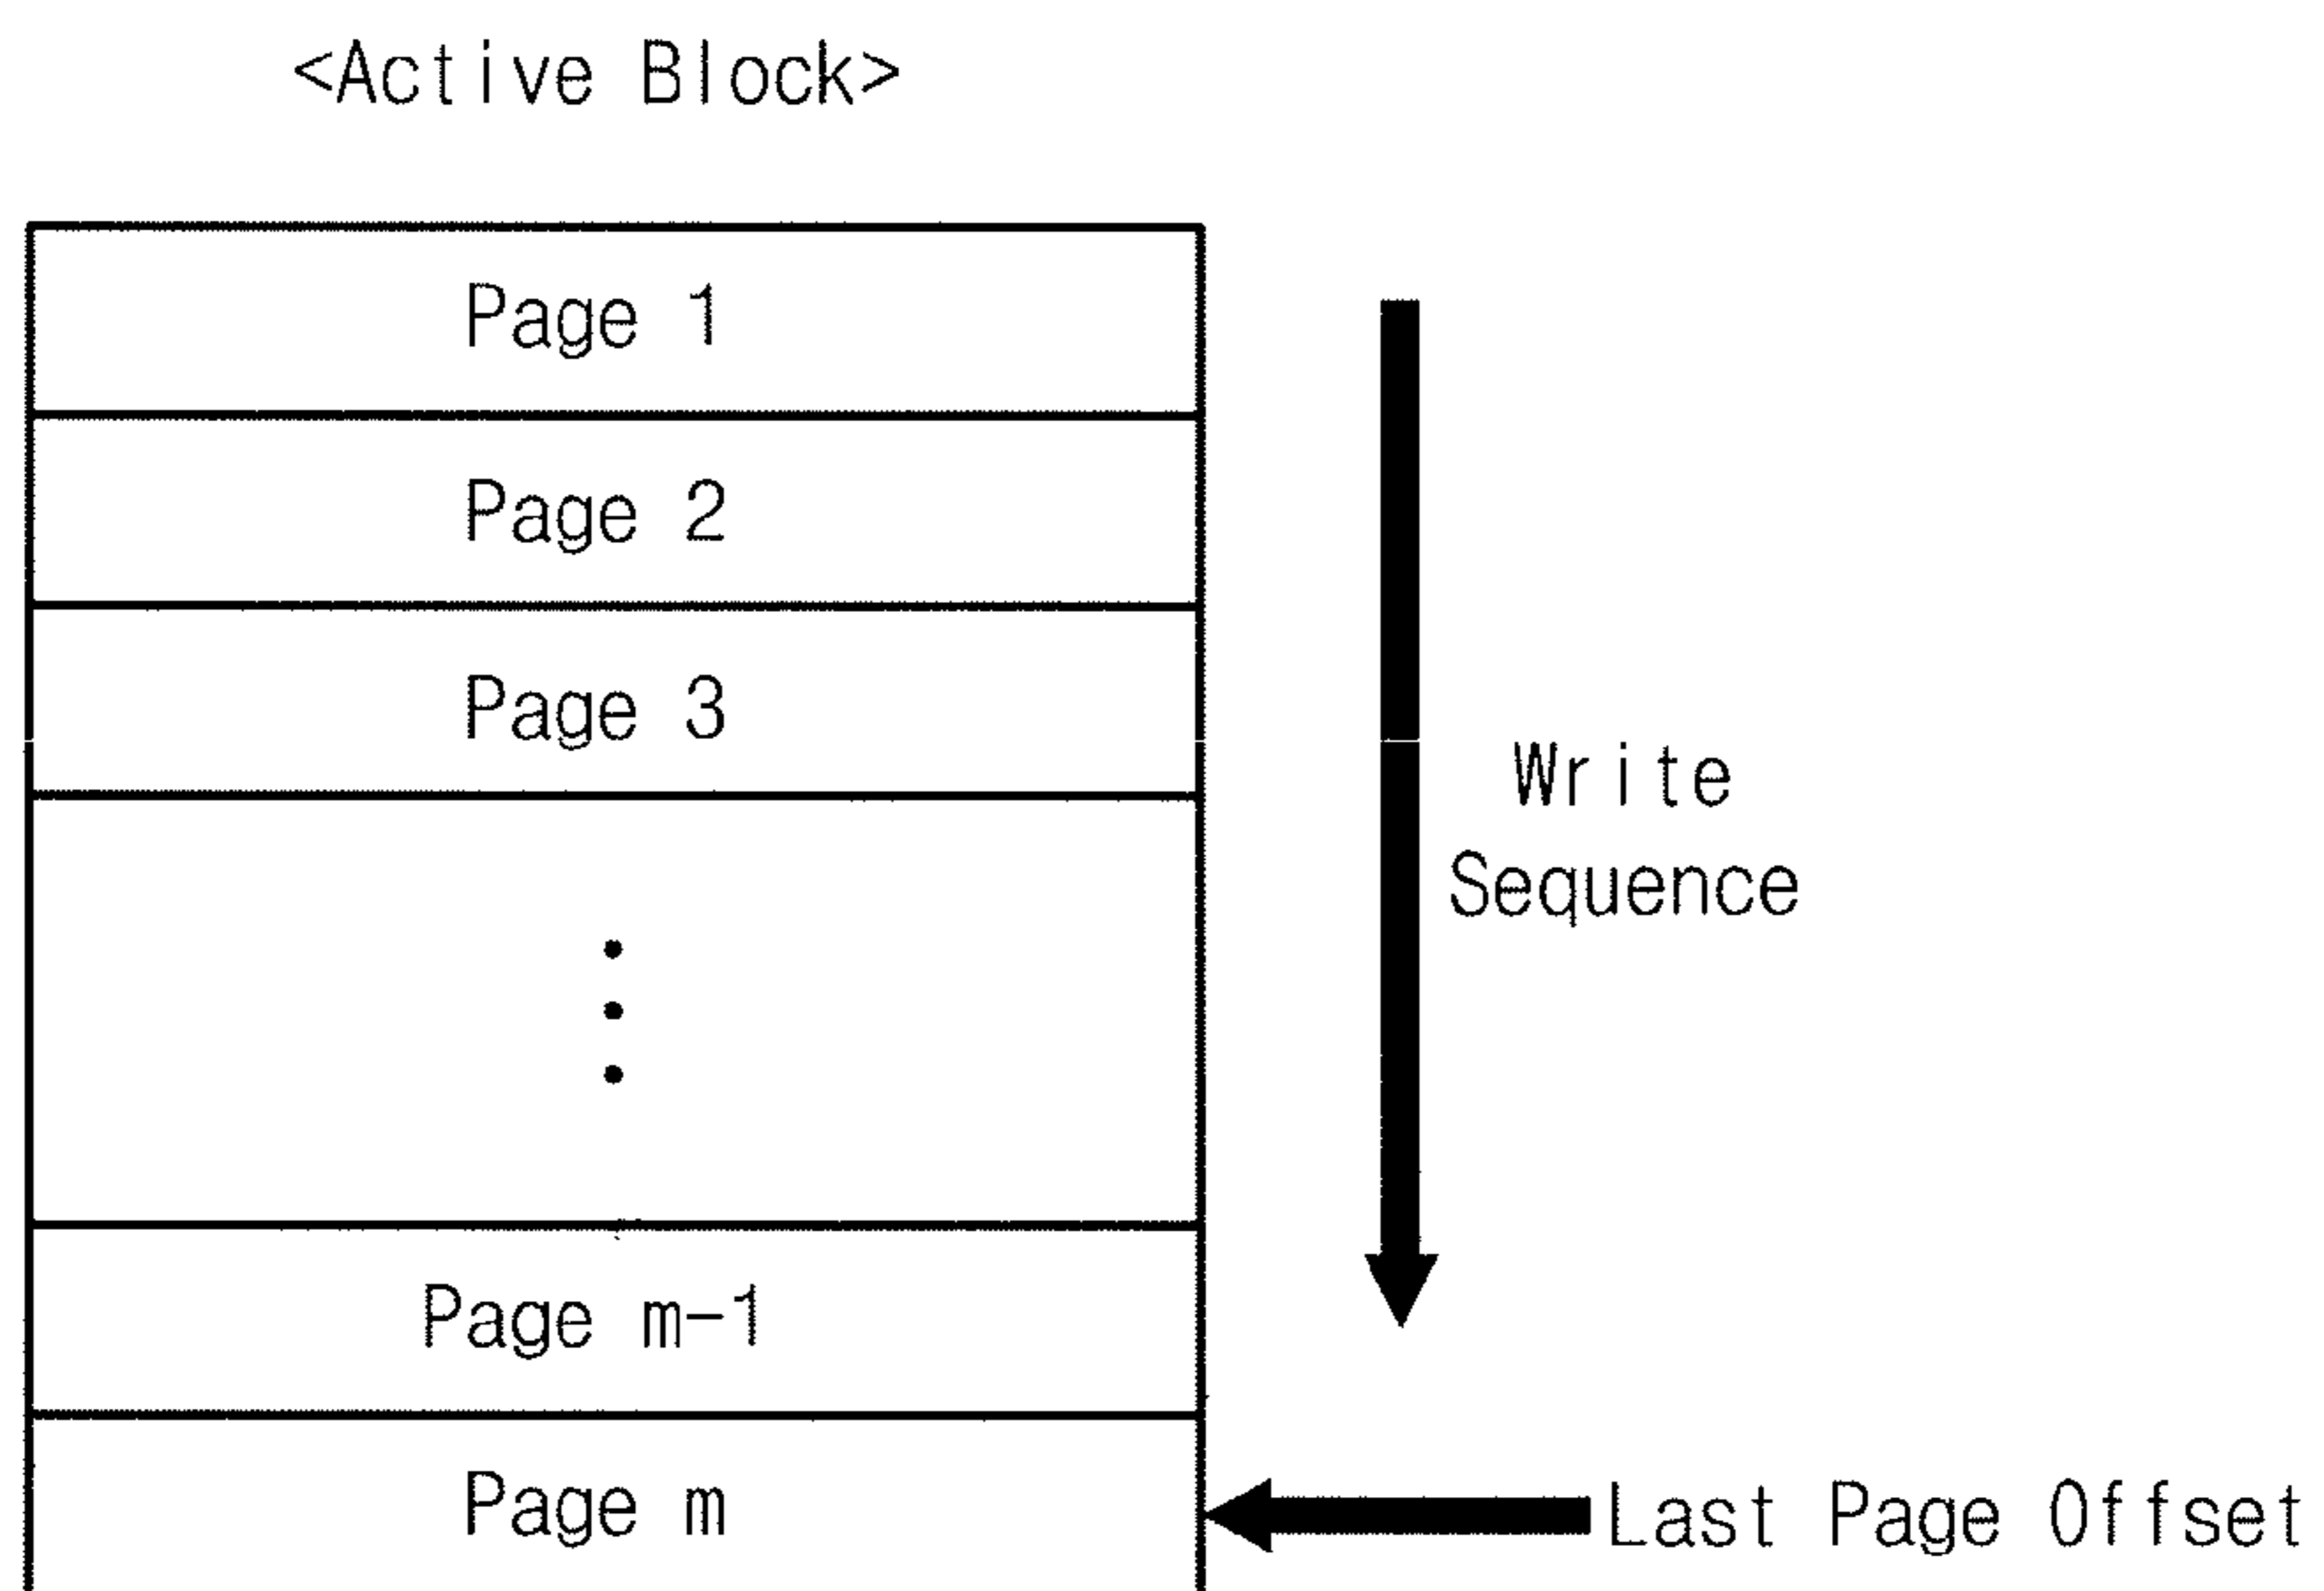 <Active Block>
Page 1
Page 2
Page 3
Write
Sequence
Page m-1
Page m
Last Page Offset